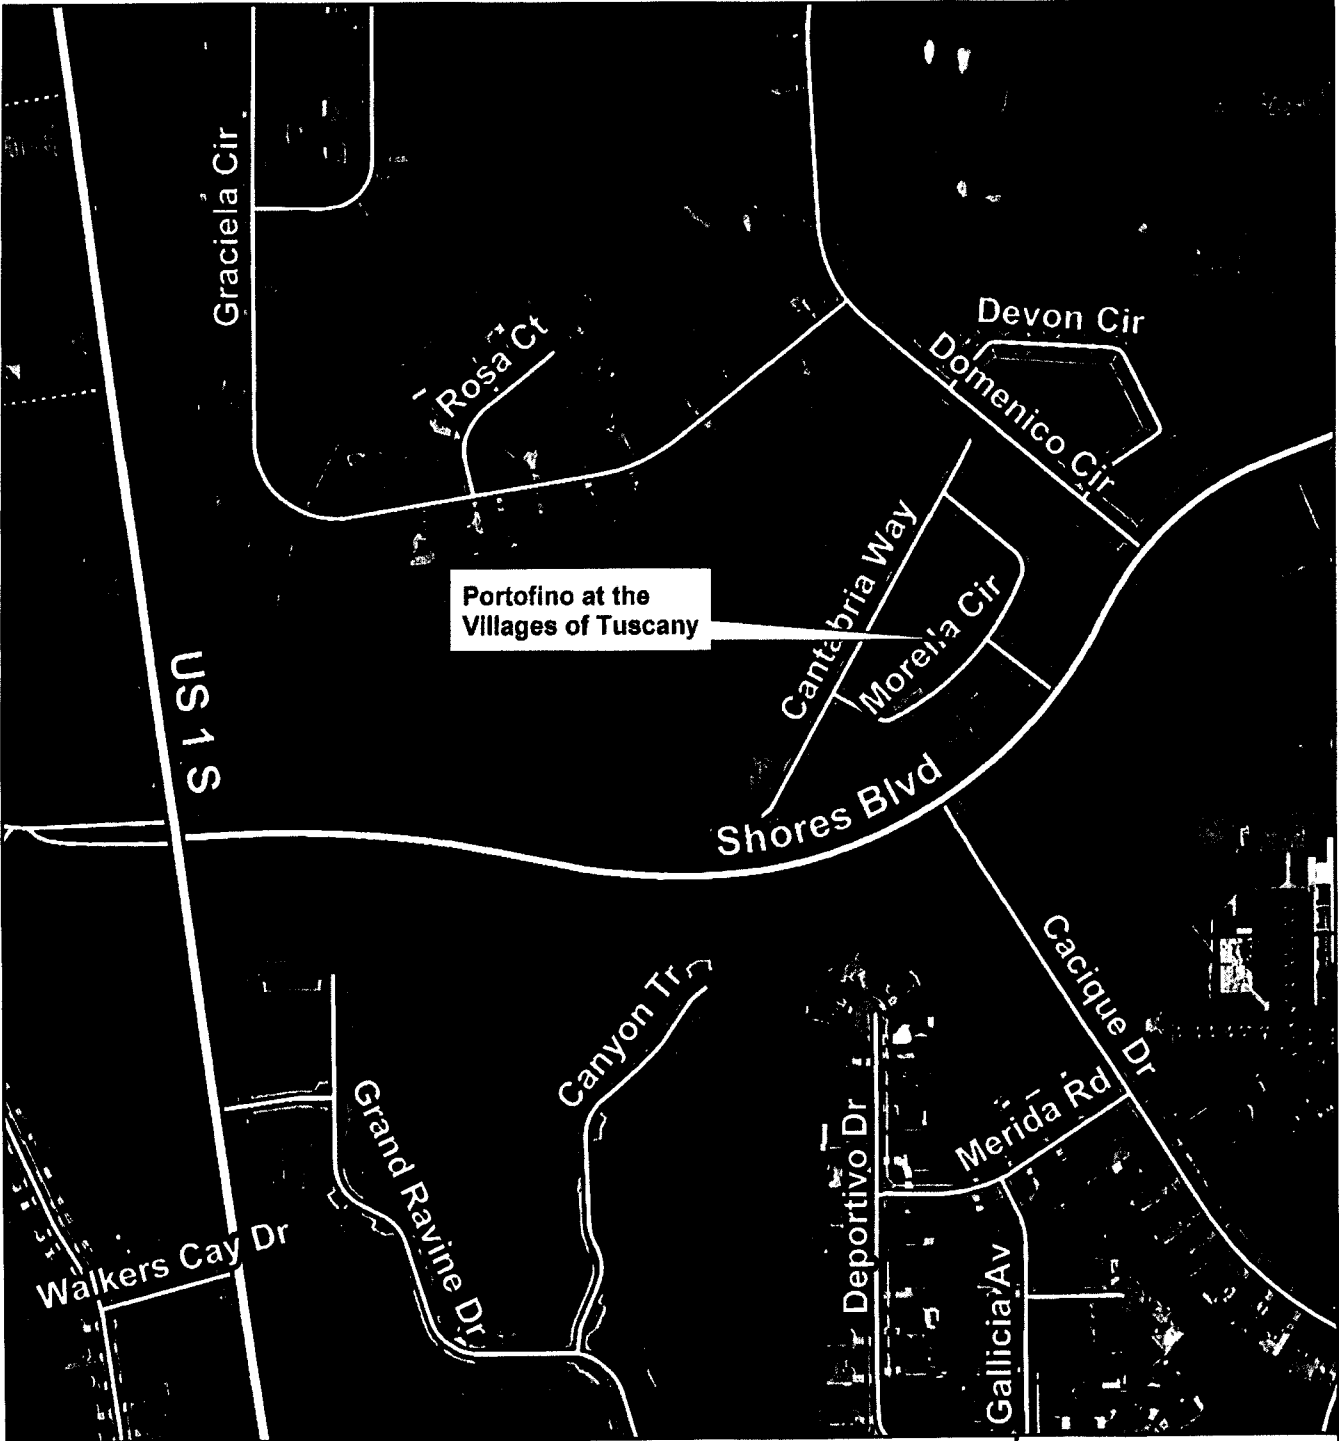 Graciela Cir
Devon Cir
Rosa Ct
Domenico Cir
Cantabria Way
Portofino at the
Villages of Tuscany
Morella Cir
US 1 S
Shores Blvd
Cacique Dr
Canyon Tr
Grand Ravine Dr
Merida Rd
Deportivo Dr
Walkers Cay Dr
Gallicia Av